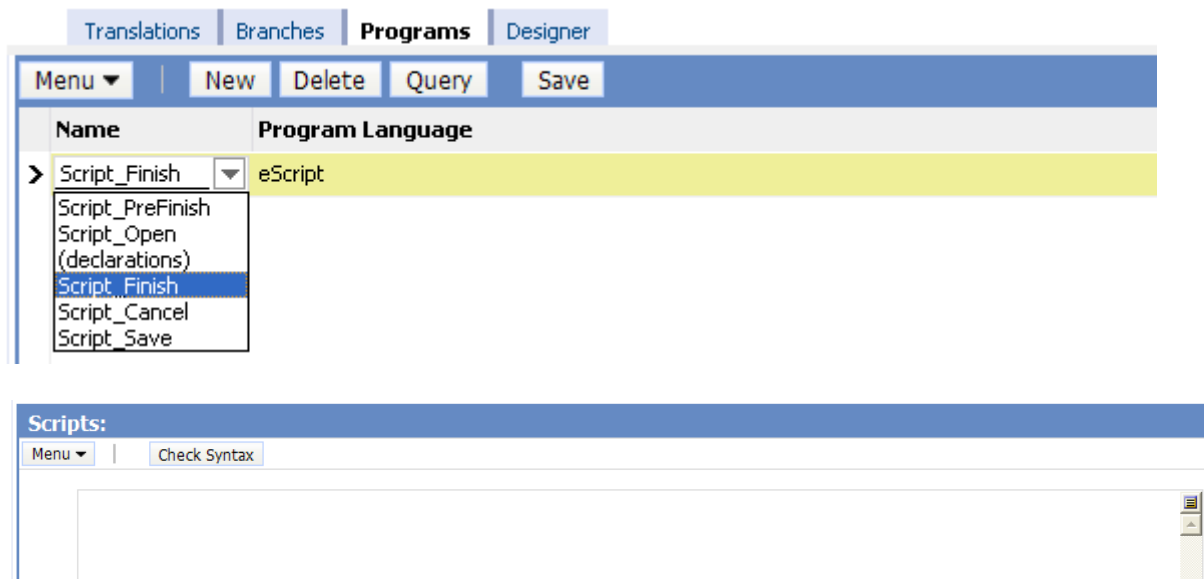 Translations Branches Programs Designer
Menu New Delete Query Save
Name Program Language
Script_Finish eScript
Script_PreFinish
Script_Open
(declarations)
Script_Finish
Script_Cancel
Script_Save
Scripts:
Menu Check Syntax